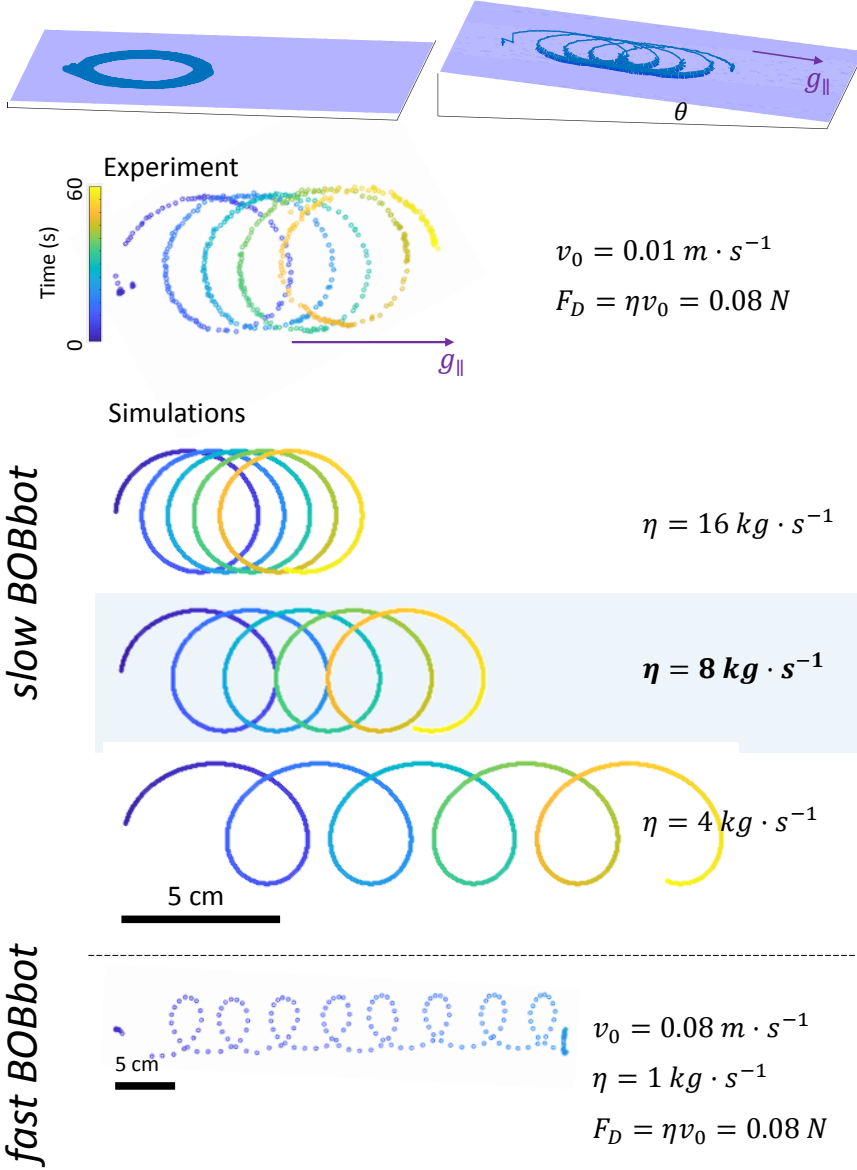 g∥
θ
Experiment
60
Time (s)
0
v₀ = 0.01 m · s⁻¹
F_D = ηv₀ = 0.08 N
g∥
Simulations
slow BOBbot
η = 16 kg · s⁻¹
η = 8 kg · s⁻¹
η = 4 kg · s⁻¹
5 cm
fast BOBbot
5 cm
v₀ = 0.08 m · s⁻¹
η = 1 kg · s⁻¹
F_D = ηv₀ = 0.08 N